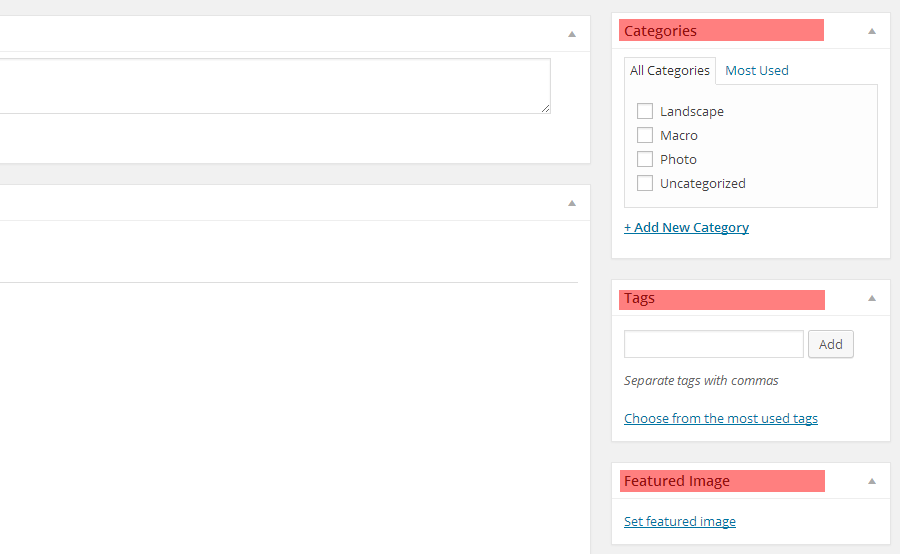 Categories
All Categories Most Used
Landscape
Macro
Photo
Uncategorized
+ Add New Category
Tags
Add
Separate tags with commas
Choose from the most used tags
Featured Image
Set featured image